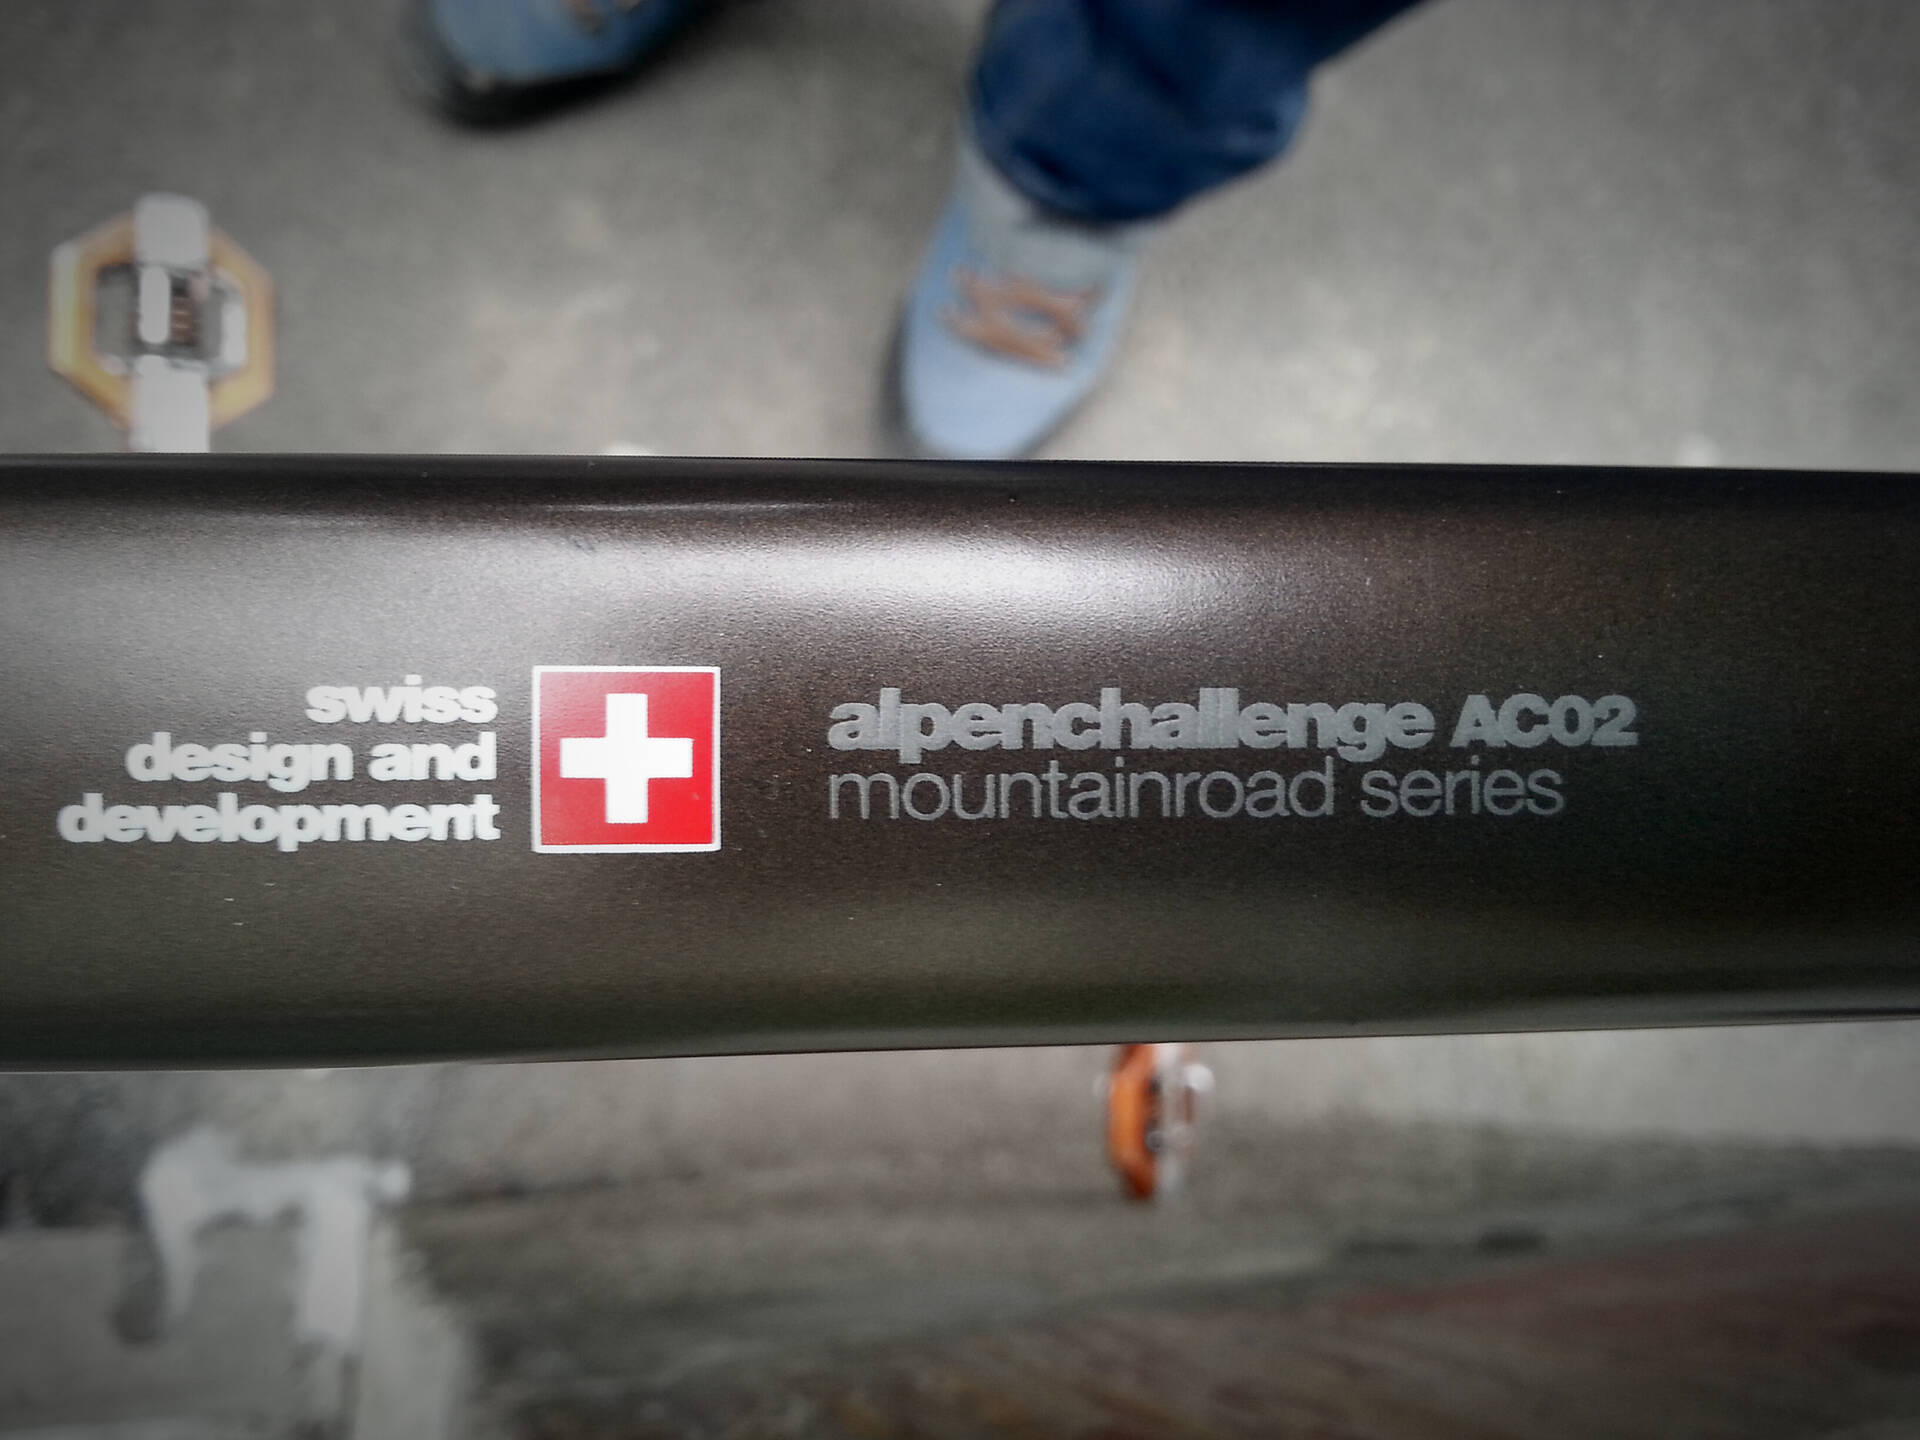 swiss
design and
development
alpenchallenge AC02
mountainroad series